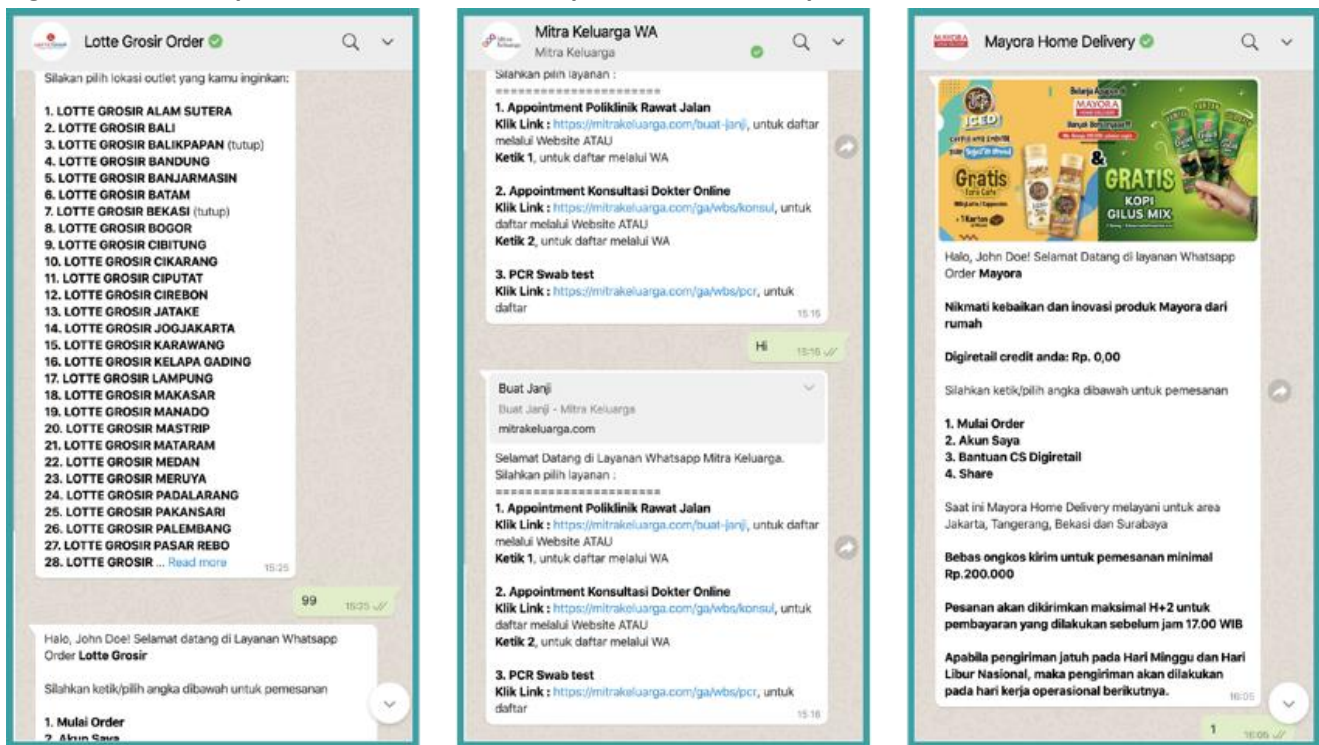 Lotte Grosir Order
Silakan pilih lokasi outlet yang kamu inginkan:
1. LOTTE GROSIR ALAM SUTERA
2. LOTTE GROSIR BALI
3. LOTTE GROSIR BALIKPAPAN (tutup)
4. LOTTE GROSIR BANDUNG
5. LOTTE GROSIR BANJARMASIN
6. LOTTE GROSIR BATAM
7. LOTTE GROSIR BEKASI (tutup)
8. LOTTE GROSIR BOGOR
9. LOTTE GROSIR CIBITUNG
10. LOTTE GROSIR CIKARANG
11. LOTTE GROSIR CIPUTAT
12. LOTTE GROSIR CIREBON
13. LOTTE GROSIR JATAKE
14. LOTTE GROSIR JOGJAKARTA
15. LOTTE GROSIR KARAWANG
16. LOTTE GROSIR KELAPA GADING
17. LOTTE GROSIR LAMPUNG
18. LOTTE GROSIR MAKASAR
19. LOTTE GROSIR MANADO
20. LOTTE GROSIR MASTRIP
21. LOTTE GROSIR MATARAM
22. LOTTE GROSIR MEDAN
23. LOTTE GROSIR MERUYA
24. LOTTE GROSIR PADALARANG
25. LOTTE GROSIR PAKANSARI
26. LOTTE GROSIR PALEMBANG
27. LOTTE GROSIR PASAR REBO
28. LOTTE GROSIR ... Read more
15:25
99
15:25
Halo, John Doe! Selamat datang di Layanan Whatsapp
Order Lotte Grosir
Silahkan ketik/pilih angka dibawah untuk pemesanan
1. Mulai Order
2. Akun Saya
Mitra Keluarga WA
Mitra Keluarga
Silahkan pilih layanan :
=======================
1. Appointment Poliklinik Rawat Jalan
Klik Link : https://mitrakeluarga.com/buat-janji, untuk daftar
melalui Website ATAU
Ketik 1, untuk daftar melalui WA
2. Appointment Konsultasi Dokter Online
Klik Link : https://mitrakeluarga.com/ga/wbs/konsul, untuk
daftar melalui Website ATAU
Ketik 2, untuk daftar melalui WA
3. PCR Swab test
Klik Link : https://mitrakeluarga.com/ga/wbs/pcr, untuk
daftar
15:15
Hi
15:16
Buat Janji
Buat Janji - Mitra Keluarga
mitrakeluarga.com
Selamat Datang di Layanan Whatsapp Mitra Keluarga.
Silahkan pilih layanan :
=======================
1. Appointment Poliklinik Rawat Jalan
Klik Link : https://mitrakeluarga.com/buat-janji, untuk daftar
melalui Website ATAU
Ketik 1, untuk daftar melalui WA
2. Appointment Konsultasi Dokter Online
Klik Link : https://mitrakeluarga.com/ga/wbs/konsul, untuk
daftar melalui Website ATAU
Ketik 2, untuk daftar melalui WA
3. PCR Swab test
Klik Link : https://mitrakeluarga.com/ga/wbs/pcr, untuk
daftar
15:16
Mayora Home Delivery
MAYORA
ICED!
&
Gratis
GRATIS
KOPI
GILUS MIX
Halo, John Doe! Selamat Datang di layanan Whatsapp
Order Mayora
Nikmati kebaikan dan inovasi produk Mayora dari
rumah
Digiretail credit anda: Rp. 0,00
Silahkan ketik/pilih angka dibawah untuk pemesanan
1. Mulai Order
2. Akun Saya
3. Bantuan CS Digiretail
4. Share
Saat ini Mayora Home Delivery melayani untuk area
Jakarta, Tangerang, Bekasi dan Surabaya
Bebas ongkos kirim untuk pemesanan minimal
Rp.200.000
Pesanan akan dikirimkan maksimal H+2 untuk
pembayaran yang dilakukan sebelum jam 17.00 WIB
Apabila pengiriman jatuh pada Hari Minggu dan Hari
Libur Nasional, maka pengiriman akan dilakukan
pada hari kerja operasional berikutnya.
16:05
1
16:05